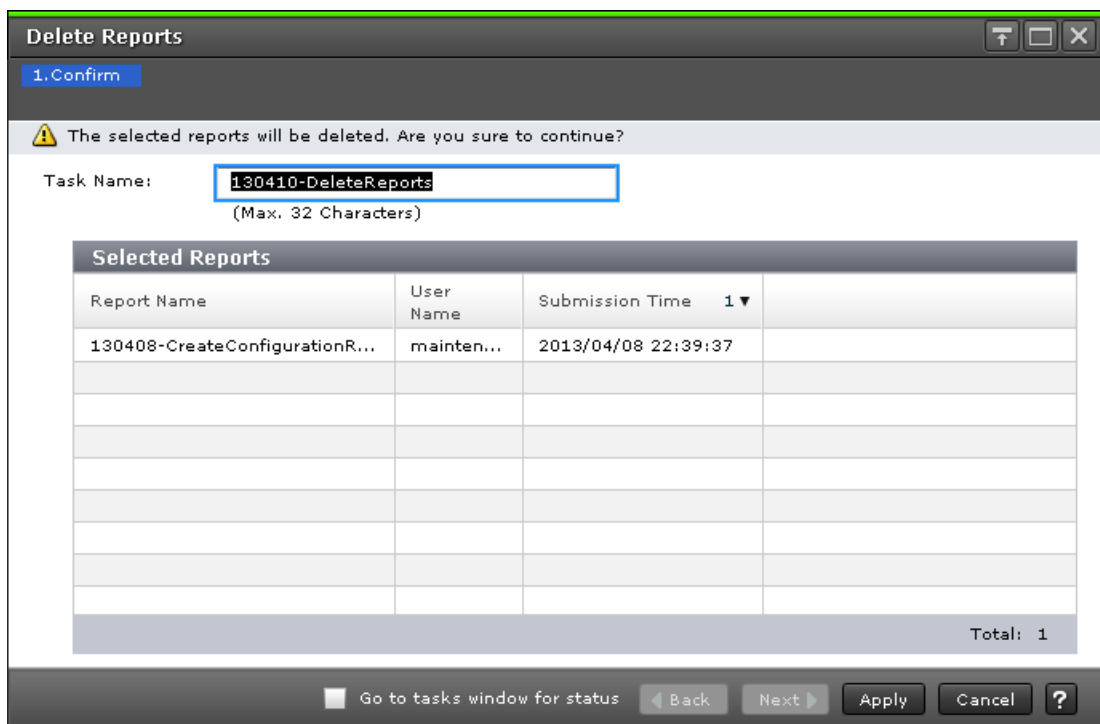 Delete Reports
1.Confirm
The selected reports will be deleted. Are you sure to continue?
Task Name: 130410-DeleteReports
(Max. 32 Characters)
Selected Reports
Report Name User Name Submission Time 1▼
130408-CreateConfigurationR... mainten... 2013/04/08 22:39:37
Total: 1
Go to tasks window for status Back Next Apply Cancel ?